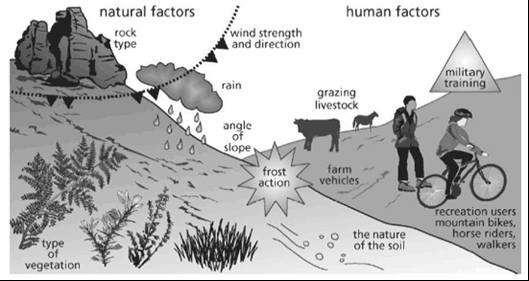 natural factors
human factors
rock
type
wind strength
and direction
rain
military
training
grazing
livestock
angle
of
slope
frost
action
farm
vehicles
recreation users
mountain bikes,
horse riders,
walkers
the nature
of the soil
type
of
vegetation